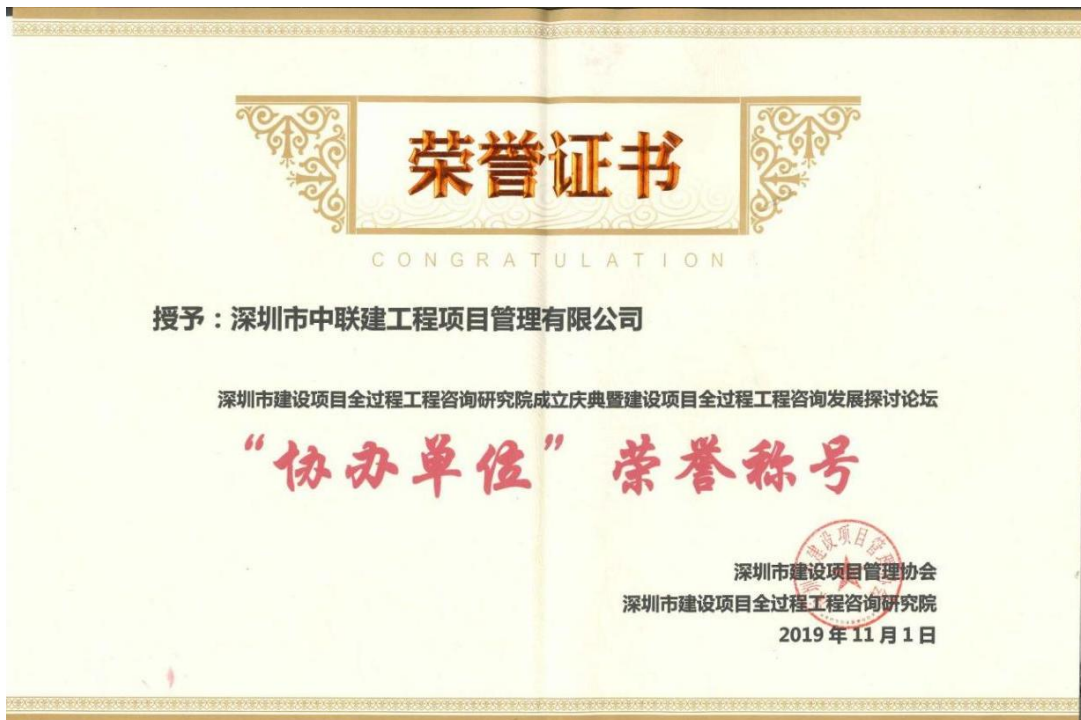 荣誉证书
CONGRATULATION
授予：深圳市中联建工程项目管理有限公司
深圳市建设项目全过程工程咨询研究院成立庆典暨建设项目全过程工程咨询发展探讨论坛
“协办单位”荣誉称号
深圳市建设项目管理协会
深圳市建设项目全过程工程咨询研究院
2019年11月1日